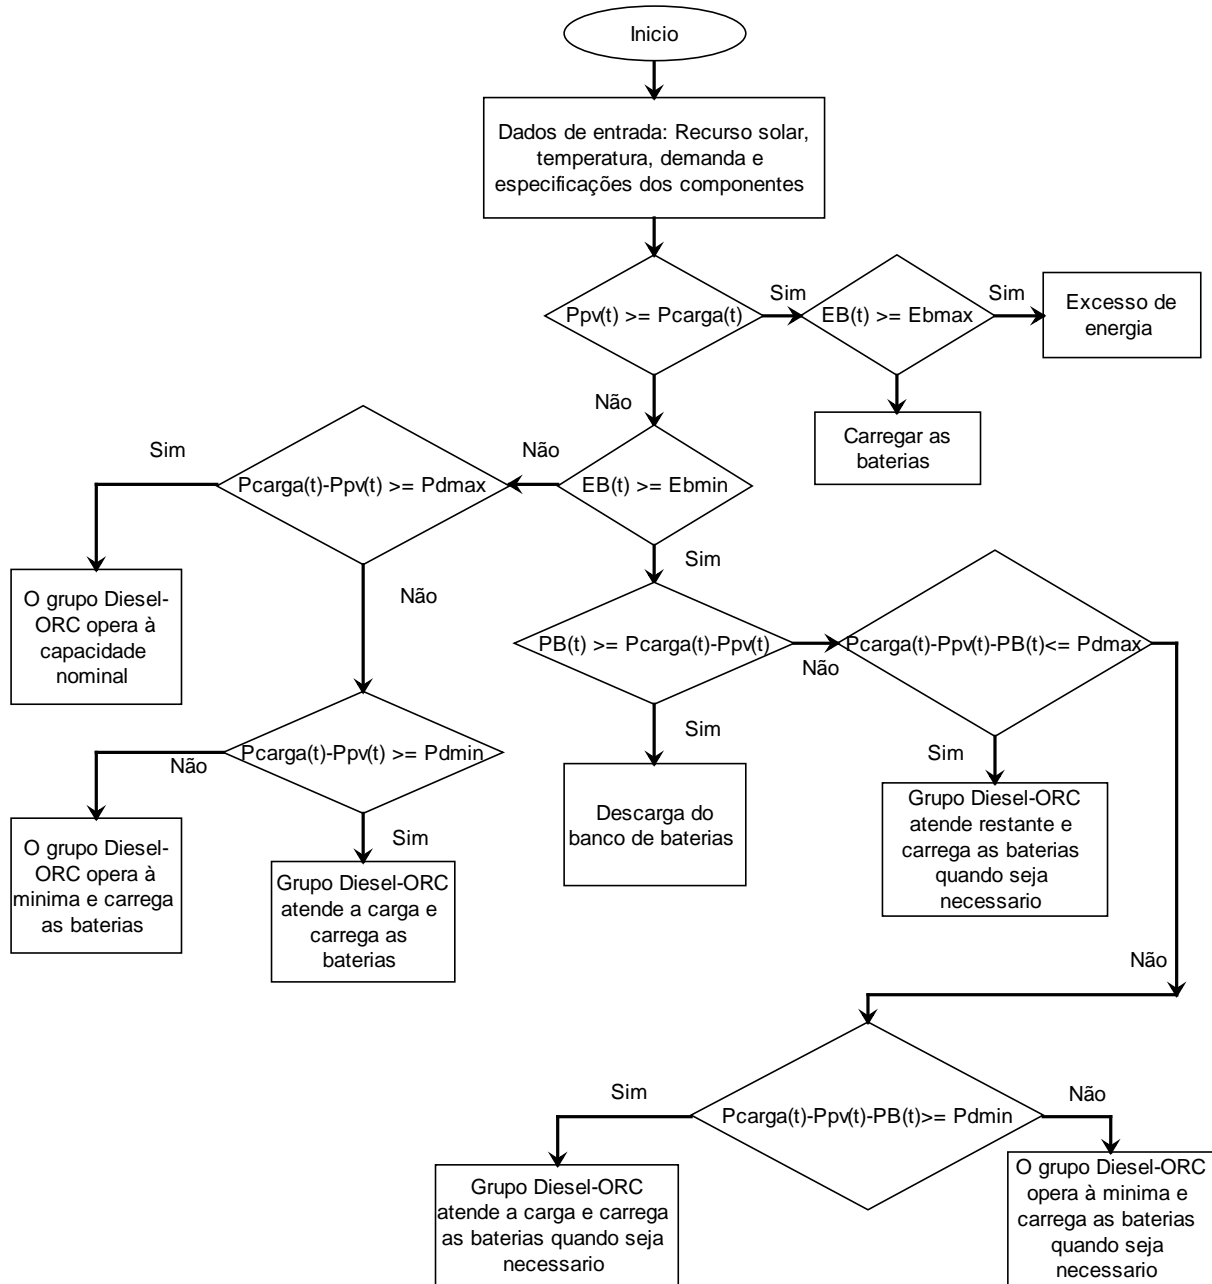 Inicio
Dados de entrada: Recurso solar,
temperatura, demanda e
especificações dos componentes
Ppv(t) >= Pcarga(t)
Sim
EB(t) >= Ebmax
Sim
Excesso de
energia
Não
Carregar as
baterias
Sim
Pcarga(t)-Ppv(t) >= Pdmax
Não
EB(t) >= Ebmin
Sim
O grupo Diesel-
ORC opera à
capacidade
nominal
Não
PB(t) >= Pcarga(t)-Ppv(t)
Não
Pcarga(t)-Ppv(t)-PB(t)<= Pdmax
Sim
Não
Pcarga(t)-Ppv(t) >= Pdmin
Sim
O grupo Diesel-
ORC opera à
minima e carrega
as baterias
Sim
Grupo Diesel-ORC
atende a carga e
carrega as
baterias
Descarga do
banco de baterias
Grupo Diesel-ORC
atende restante e
carrega as baterias
quando seja
necessario
Não
Sim
Pcarga(t)-Ppv(t)-PB(t)>= Pdmin
Não
Grupo Diesel-ORC
atende a carga e carrega
as baterias quando seja
necessario
O grupo Diesel-ORC
opera à minima e
carrega as baterias
quando seja
necessario